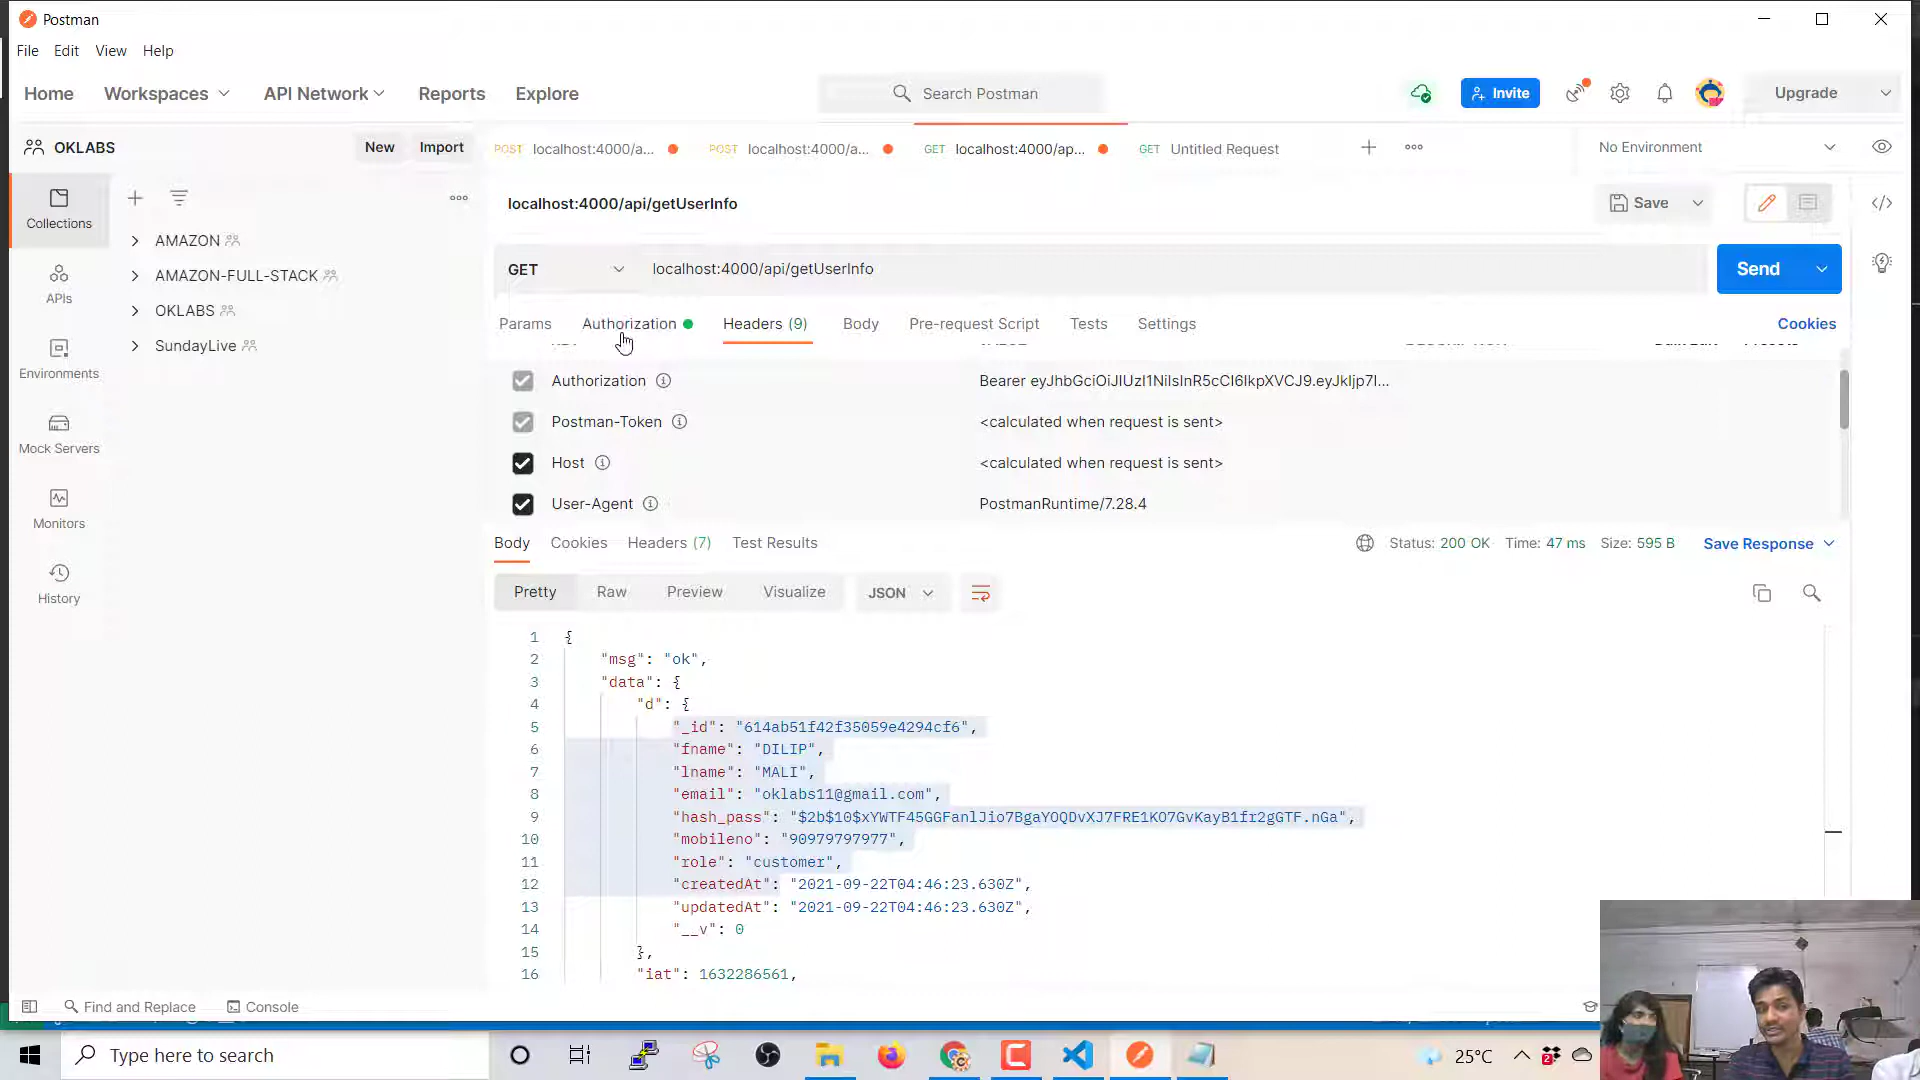 Postman
File Edit View Help
Home Workspaces API Network Reports Explore Search Postman Invite Upgrade
OKLABS New Import POST localhost:4000/a... POST localhost:4000/a... GET localhost:4000/ap... GET Untitled Request No Environment
localhost:4000/api/getUserInfo Save
Collections
AMAZON
AMAZON-FULL-STACK
OKLABS
SundayLive
APIs
Environments
Mock Servers
Monitors
History
GET localhost:4000/api/getUserInfo Send
Params Authorization Headers (9) Body Pre-request Script Tests Settings Cookies
Authorization Bearer eyJhbGciOiJIUzI1NiIsInR5cCI6IkpXVCJ9.eyJkIjp7I...
Postman-Token <calculated when request is sent>
Host <calculated when request is sent>
User-Agent PostmanRuntime/7.28.4
Body Cookies Headers (7) Test Results Status: 200 OK Time: 47 ms Size: 595 B Save Response
Pretty Raw Preview Visualize JSON
1 {
2 "msg": "ok",
3 "data": {
4 "d": {
5 "_id": "614ab51f42f35059e4294cf6",
6 "fname": "DILIP",
7 "lname": "MALI",
8 "email": "oklabs11@gmail.com",
9 "hash_pass": "$2b$10$xYWTF45GGFanlJio7BgaYOQDvXJ7FRE1KO7GvKayB1fr2gGTF.nGa",
10 "mobileno": "90979797977",
11 "role": "customer",
12 "createdAt": "2021-09-22T04:46:23.630Z",
13 "updatedAt": "2021-09-22T04:46:23.630Z",
14 "__v": 0
15 },
16 "iat": 1632286561,
Find and Replace Console
Type here to search 25°C